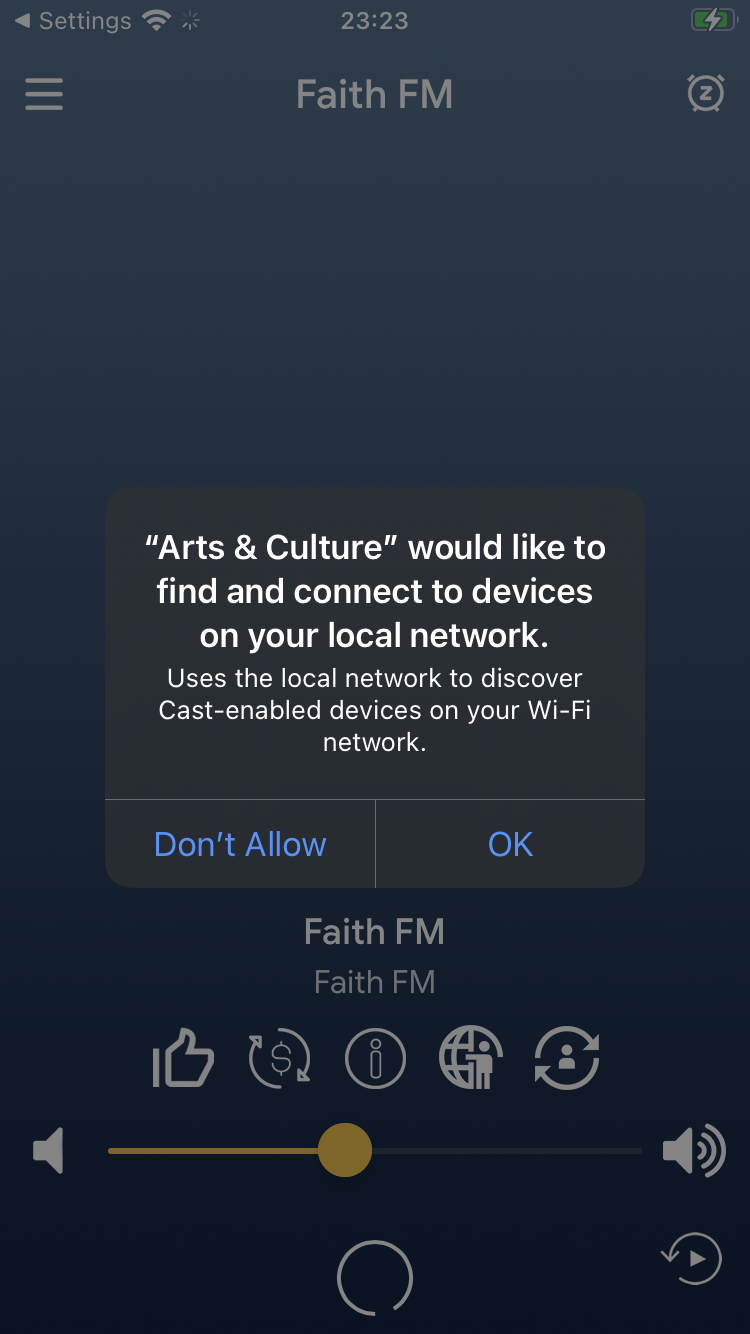 Settings
23:23
Faith FM
“Arts & Culture” would like to
find and connect to devices
on your local network.
Uses the local network to discover
Cast-enabled devices on your Wi-Fi
network.
Don’t Allow
OK
Faith FM
Faith FM